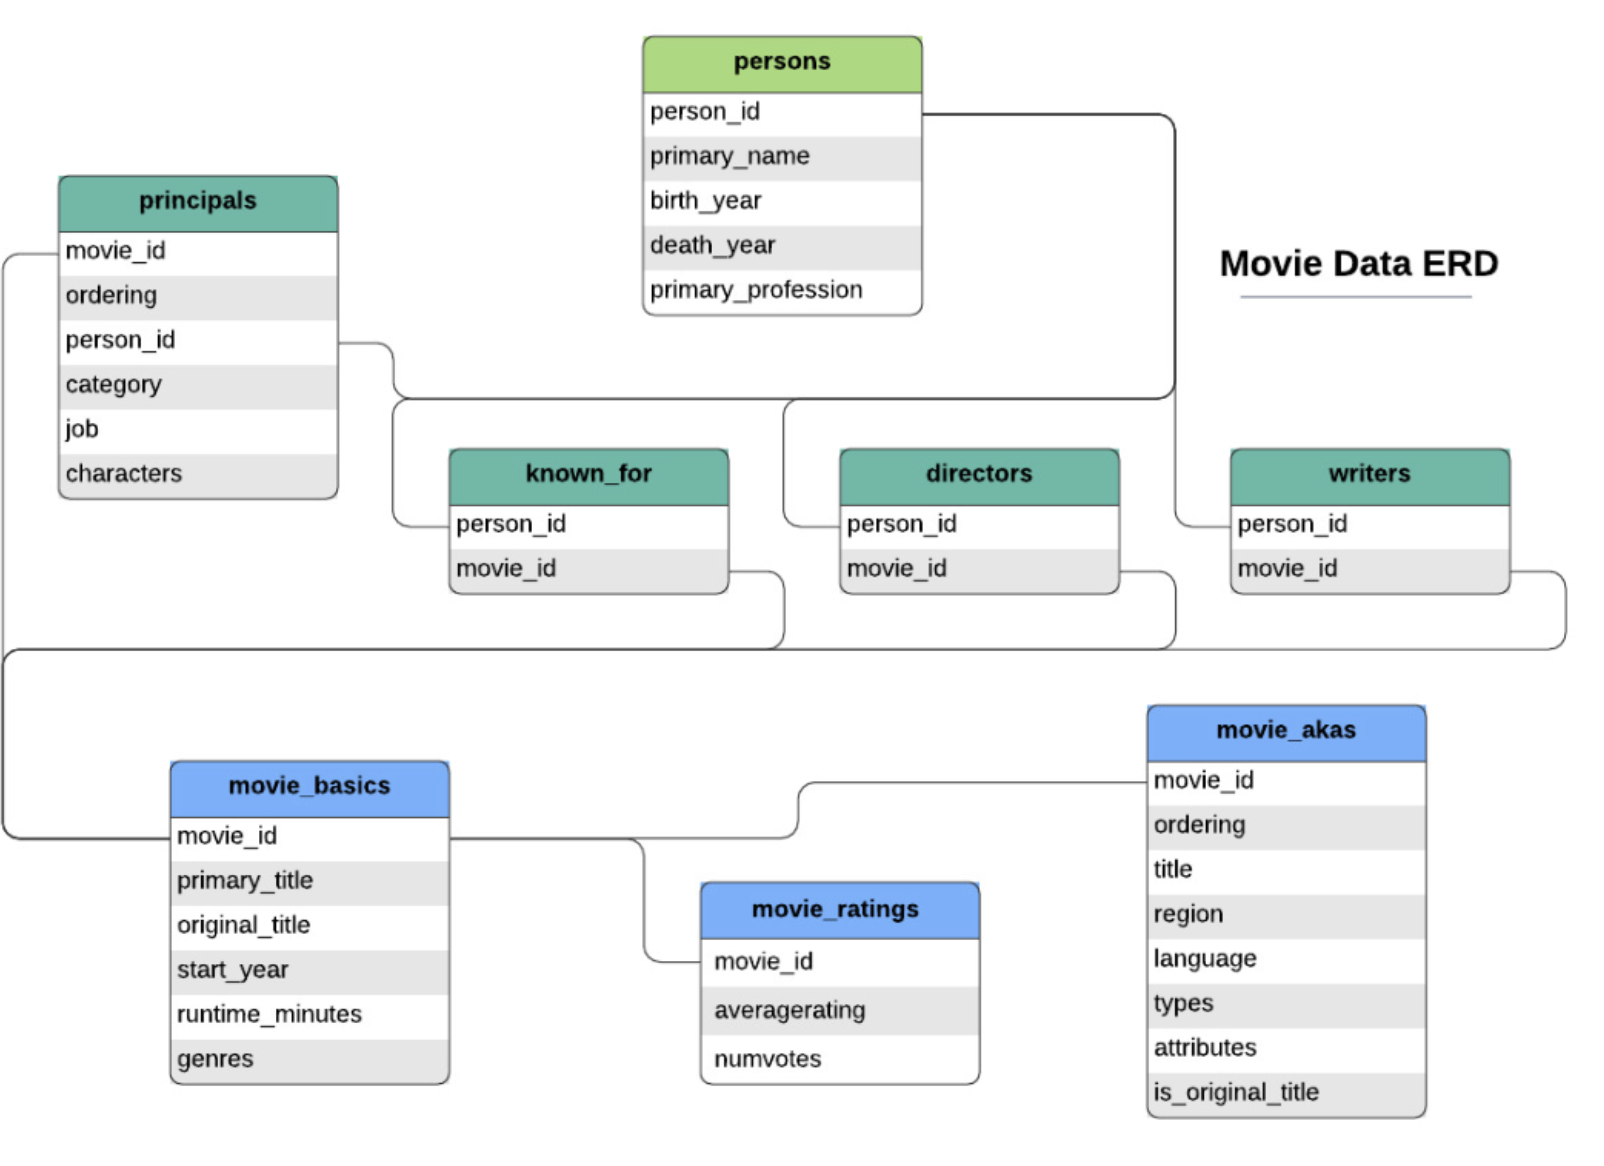 persons
person_id
primary_name
birth_year
death_year
primary_profession
principals
movie_id
ordering
person_id
category
job
characters
Movie Data ERD
known_for
person_id
movie_id
directors
person_id
movie_id
writers
person_id
movie_id
movie_basics
movie_id
primary_title
original_title
start_year
runtime_minutes
genres
movie_ratings
movie_id
averagerating
numvotes
movie_akas
movie_id
ordering
title
region
language
types
attributes
is_original_title